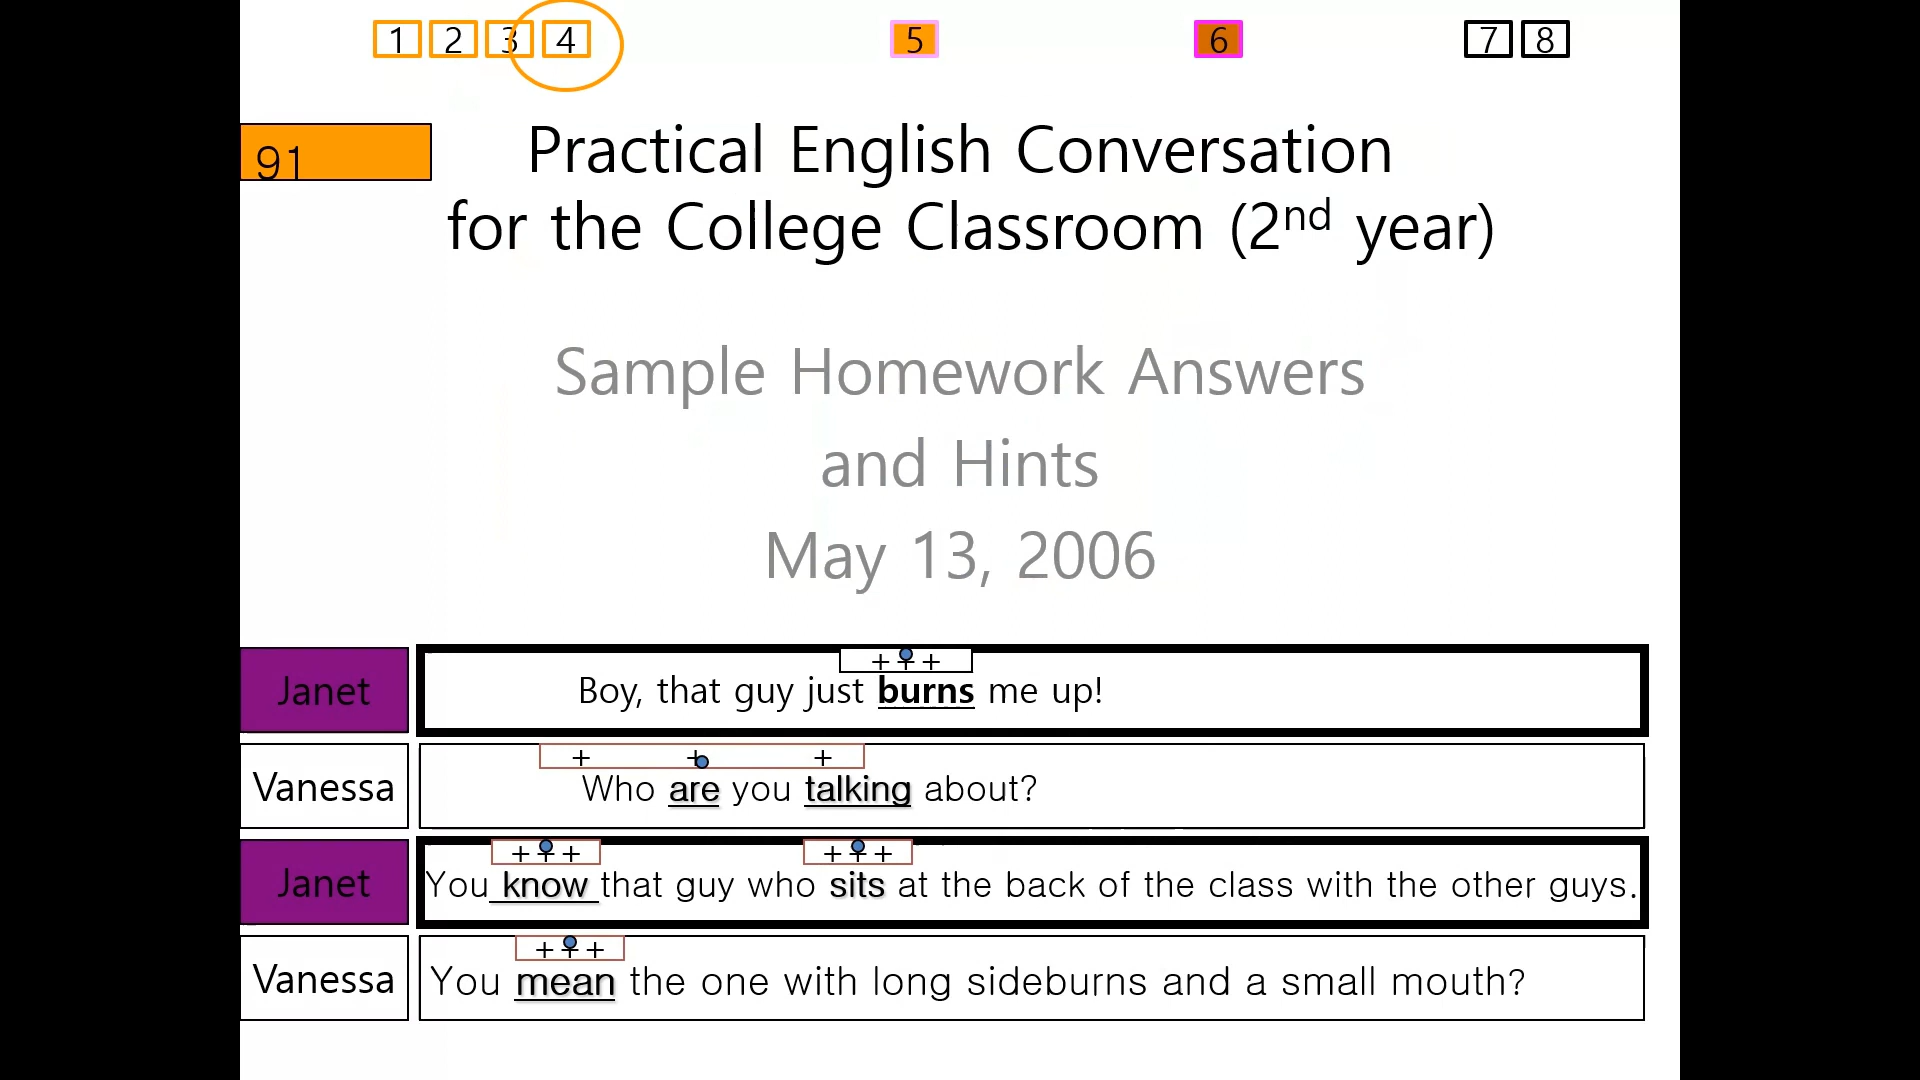 1 2 3 4 5 6 7 8
91
Practical English Conversation
for the College Classroom (2nd year)
Sample Homework Answers
and Hints
May 13, 2006
+++
Janet Boy, that guy just burns me up!
+ + +
Vanessa Who are you talking about?
+++ +++
Janet You know that guy who sits at the back of the class with the other guys.
+++
Vanessa You mean the one with long sideburns and a small mouth?